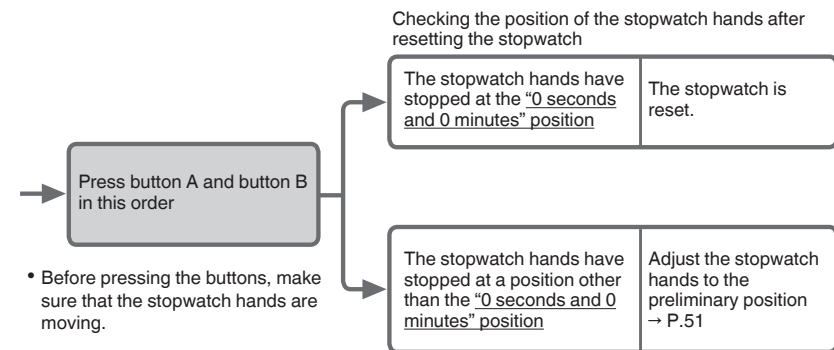 Checking the position of the stopwatch hands after
resetting the stopwatch
The stopwatch hands have
stopped at the “0 seconds
and 0 minutes” position
The stopwatch is
reset.
Press button A and button B
in this order
• Before pressing the buttons, make
sure that the stopwatch hands are
moving.
The stopwatch hands have
stopped at a position other
than the “0 seconds and 0
minutes” position
Adjust the stopwatch
hands to the
preliminary position
→ P.51